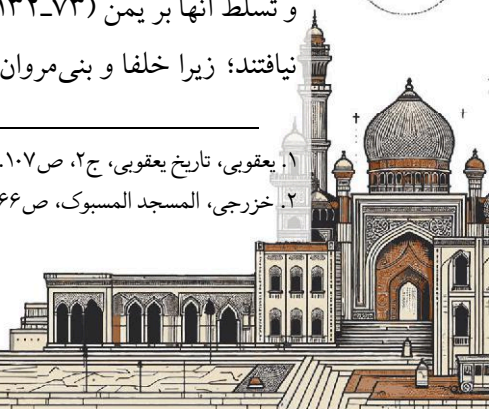 و تسلط آنها بر یمن (۷۳ـ۱۳۲
نیافتند؛ زیرا خلفا و بنی‌مروان
۱. یعقوبی، تاریخ یعقوبی، ج۲، ص۱۰۷.
۲. خزرجی، المسجد المسبوک، ص۶۶